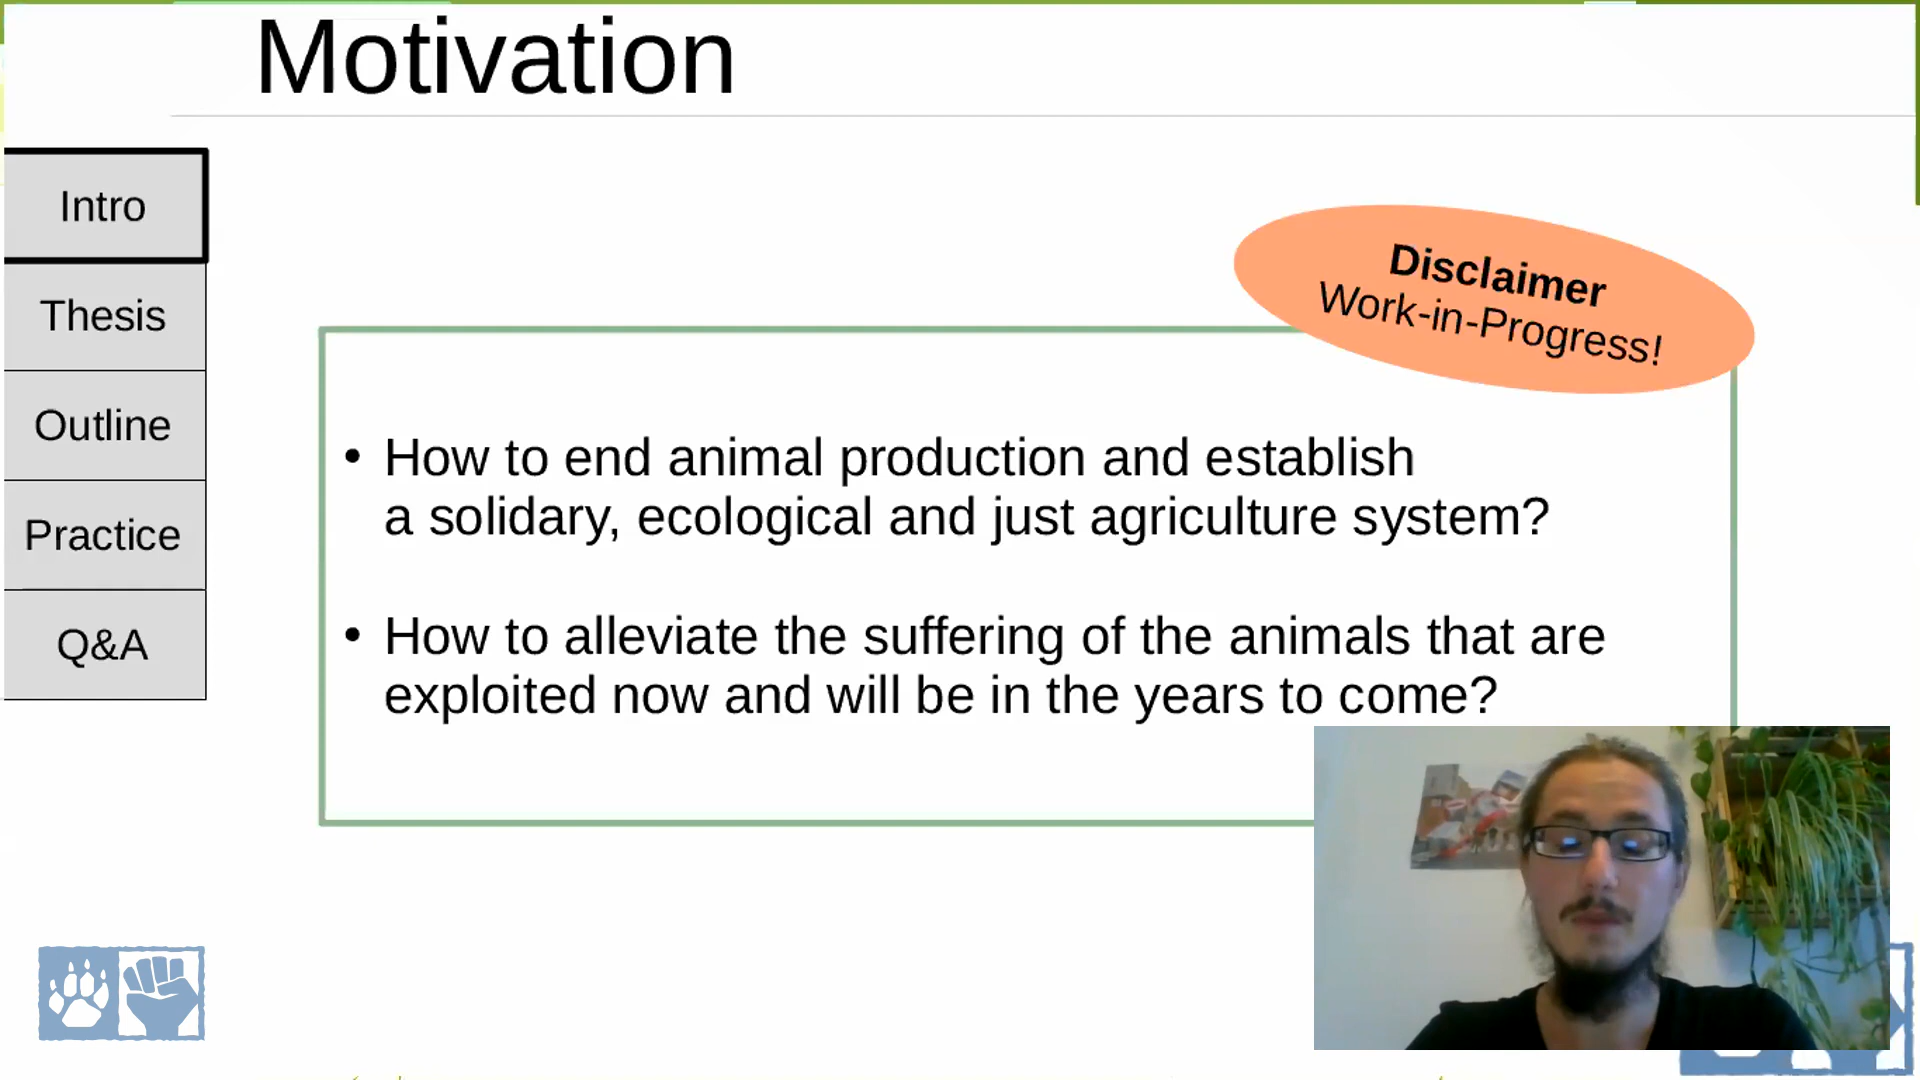 Motivation
Intro
Thesis
Outline
Practice
Q&A
Disclaimer
Work-in-Progress!
• How to end animal production and establish
a solidary, ecological and just agriculture system?
• How to alleviate the suffering of the animals that are
exploited now and will be in the years to come?